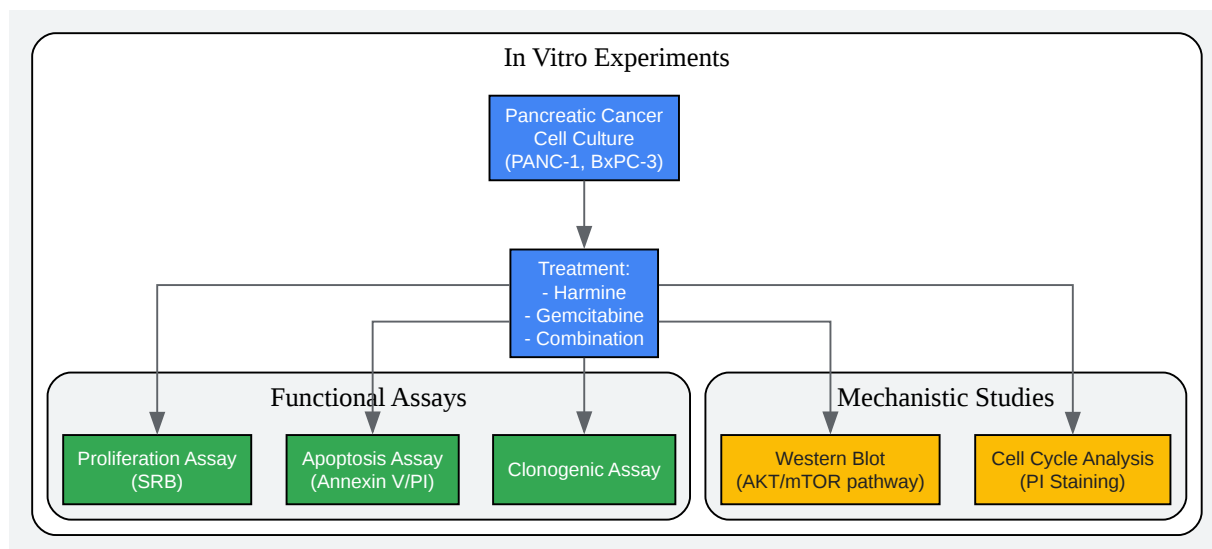 In Vitro Experiments
Pancreatic Cancer
Cell Culture
(PANC-1, BxPC-3)
Treatment:
- Harmine
- Gemcitabine
- Combination
Functional Assays
Proliferation Assay
(SRB)
Apoptosis Assay
(Annexin V/PI)
Clonogenic Assay
Mechanistic Studies
Western Blot
(AKT/mTOR pathway)
Cell Cycle Analysis
(PI Staining)